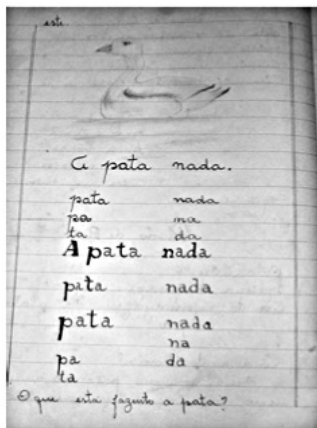 A pata nada.
pata nada
pa na
ta da
A pata nada
pata nada
pata nada
na
pa da
ta
O que está fazento a pata?